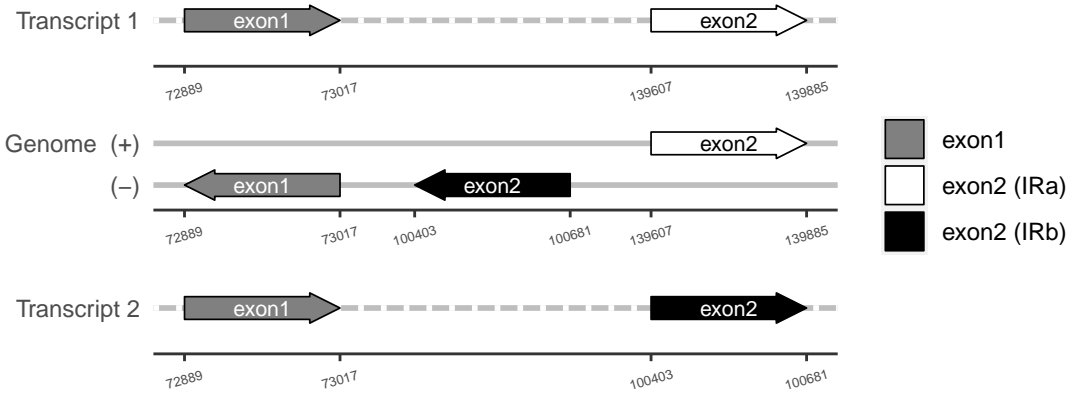 Transcript 1
exon1
exon2
72889
73017
139607
139885
Genome (+)
exon2
(−)
exon1
exon2
72889
73017
100403
100681
139607
139885
exon1
exon2 (IRa)
exon2 (IRb)
Transcript 2
exon1
exon2
72889
73017
100403
100681